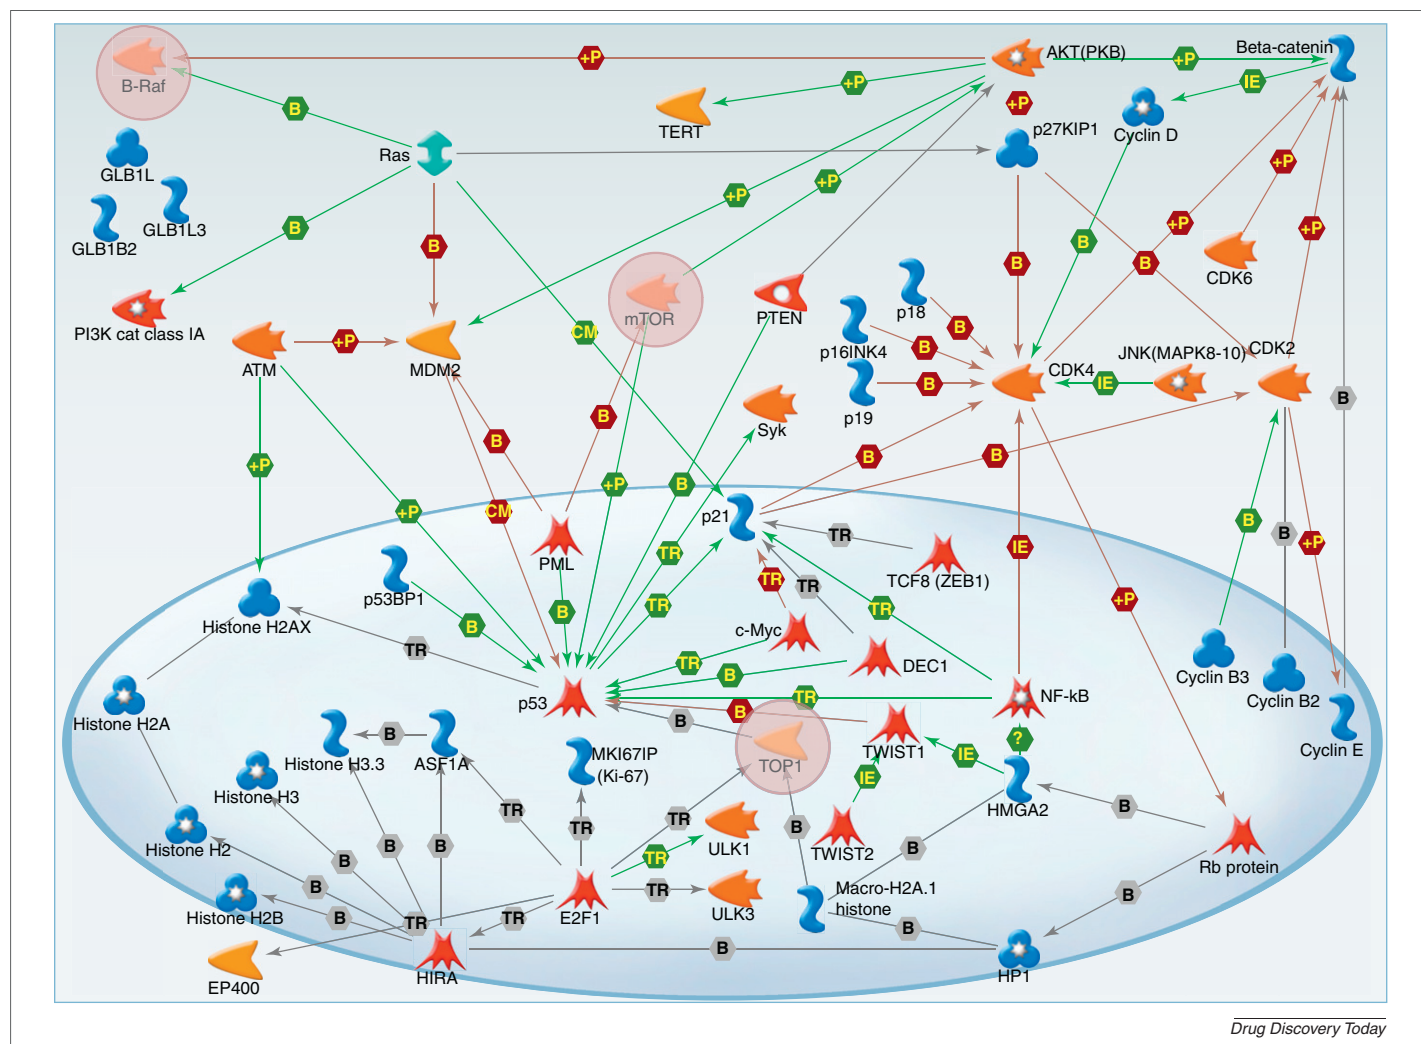 AKT(PKB)
Beta-catenin
+P
+P
B-Raf
+P
IE
+P
B
TERT
p27KIP1
Cyclin D
Ras
GLB1L
+P
+P
+P
GLB1L3
GLB1B2
B
B
B
B
B
+P
+P
CDK6
PI3K cat class IA
mTOR
PTEN
p18
CM
B
p16INK4
B
JNK(MAPK8-10)
CDK2
ATM
+P
MDM2
CDK4
IE
B
B
p19
B
Syk
B
B
B
+P
+P
B
CM
p21
B
B
TR
IE
+P
PML
TR
TCF8 (ZEB1)
p53BP1
TR
TR
+P
Histone H2AX
B
B
TR
TR
c-Myc
TR
TR
B
DEC1
Cyclin B3
Cyclin B2
Histone H2A
p53
TR
B
B
NF-kB
Histone H3.3
B
ASF1A
MKI67IP
(Ki-67)
TOP1
TWIST1
IE
?
Cyclin E
Histone H3
IE
HMGA2
B
TR
TR
TR
B
Histone H2
B
B
B
TR
ULK1
TWIST2
B
Rb protein
B
TR
ULK3
Macro-H2A.1
histone
B
Histone H2B
B
TR
TR
E2F1
B
B
EP400
HIRA
HP1
Drug Discovery Today